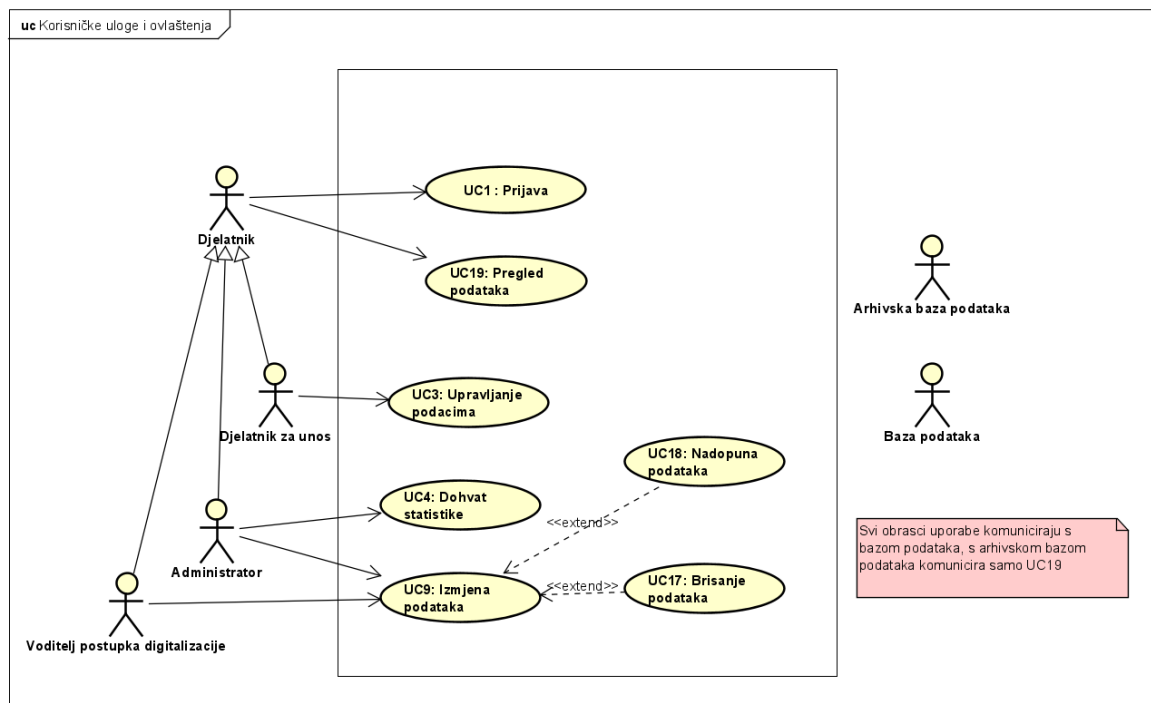 uc Korisničke uloge i ovlaštenja
UC1 : Prijava
Djelatnik
UC19: Pregled
podataka
Arhivska baza podataka
UC3: Upravljanje
podacima
Djelatnik za unos
Baza podataka
UC18: Nadopuna
podataka
UC4: Dohvat
statistike
<<extend>>
Svi obrasci uporabe komuniciraju s
bazom podataka, s arhivskom bazom
podataka komunicira samo UC19
Administrator
UC9: Izmjena
podataka
<<extend>>
UC17: Brisanje
podataka
Voditelj postupka digitalizacije